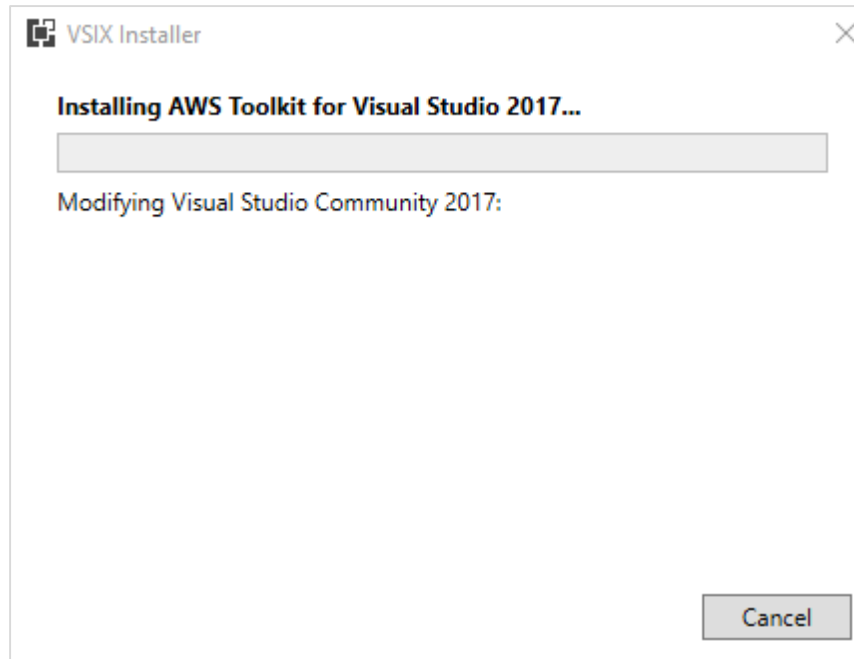 VSIX Installer
Installing AWS Toolkit for Visual Studio 2017...
Modifying Visual Studio Community 2017:
Cancel